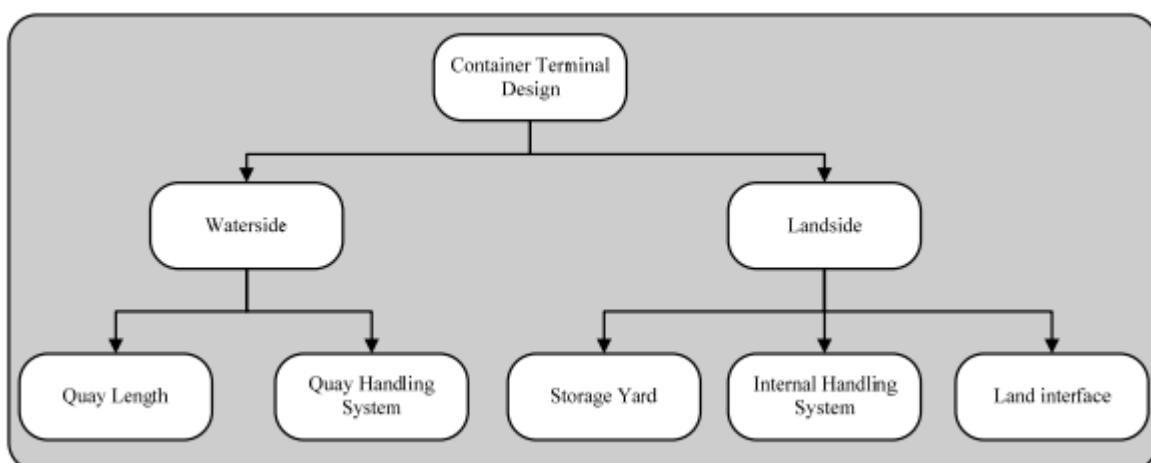 Container Terminal
Design
Waterside
Landside
Quay Length
Quay Handling
System
Storage Yard
Internal Handling
System
Land interface